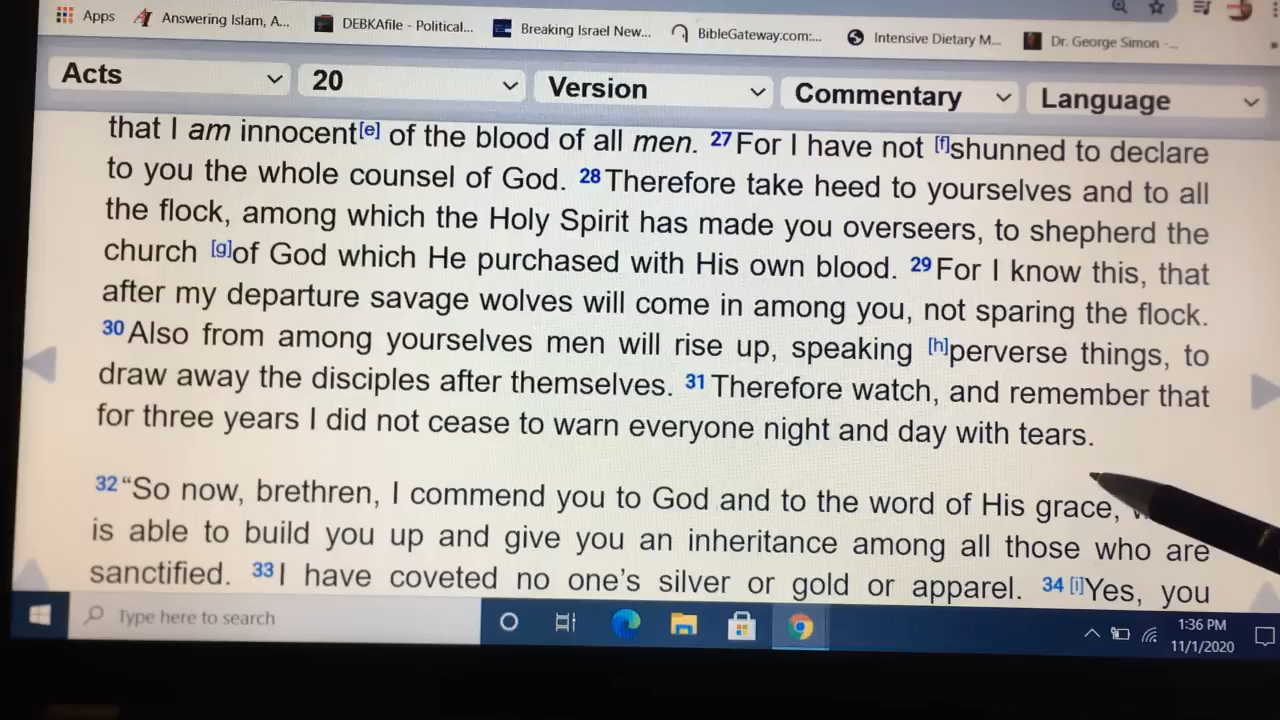 Apps Answering Islam, A... DEBKAfile - Political... Breaking Israel New... BibleGateway.com:... Intensive Dietary M... Dr. George Simon -...
Acts 20 Version Commentary Language
that I am innocent[e] of the blood of all men. 27 For I have not [f]shunned to declare
to you the whole counsel of God. 28 Therefore take heed to yourselves and to all
the flock, among which the Holy Spirit has made you overseers, to shepherd the
church [g]of God which He purchased with His own blood. 29 For I know this, that
after my departure savage wolves will come in among you, not sparing the flock.
30 Also from among yourselves men will rise up, speaking [h]perverse things, to
draw away the disciples after themselves. 31 Therefore watch, and remember that
for three years I did not cease to warn everyone night and day with tears.
32 “So now, brethren, I commend you to God and to the word of His grace,
is able to build you up and give you an inheritance among all those who are
sanctified. 33 I have coveted no one’s silver or gold or apparel. 34 [i]Yes, you
Type here to search
1:36 PM
11/1/2020